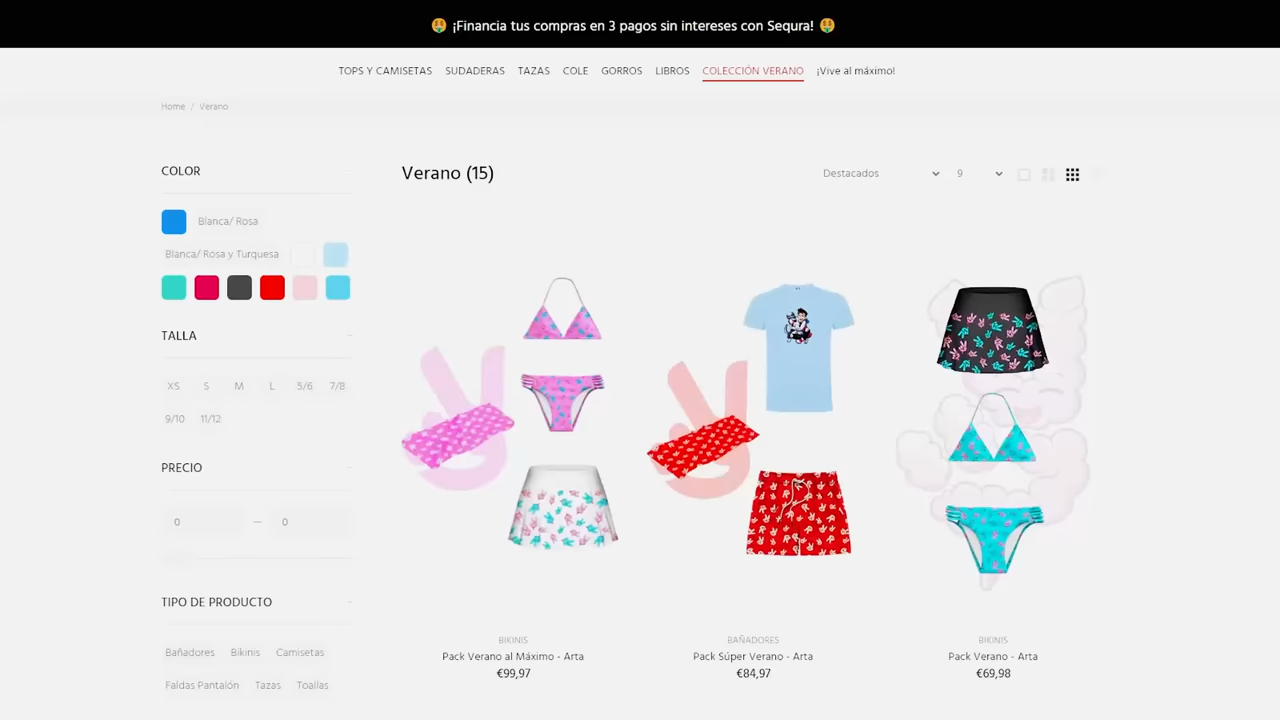 🤑 ¡Financia tus compras en 3 pagos sin intereses con Sequra! 🤑
TOPS Y CAMISETAS SUDADERAS TAZAS COLE GORROS LIBROS COLECCIÓN VERANO ¡Vive al máximo!
Home / Verano
COLOR
Verano (15)
Destacados 9
Blanca/ Rosa
Blanca/ Rosa y Turquesa
TALLA
XS S M L 5/6 7/8
9/10 11/12
PRECIO
0 — 0
TIPO DE PRODUCTO
Bañadores Bikinis Camisetas
Faldas Pantalón Tazas Toallas
BIKINIS
Pack Verano al Máximo - Arta
€99,97
BAÑADORES
Pack Súper Verano - Arta
€84,97
BIKINIS
Pack Verano - Arta
€69,98